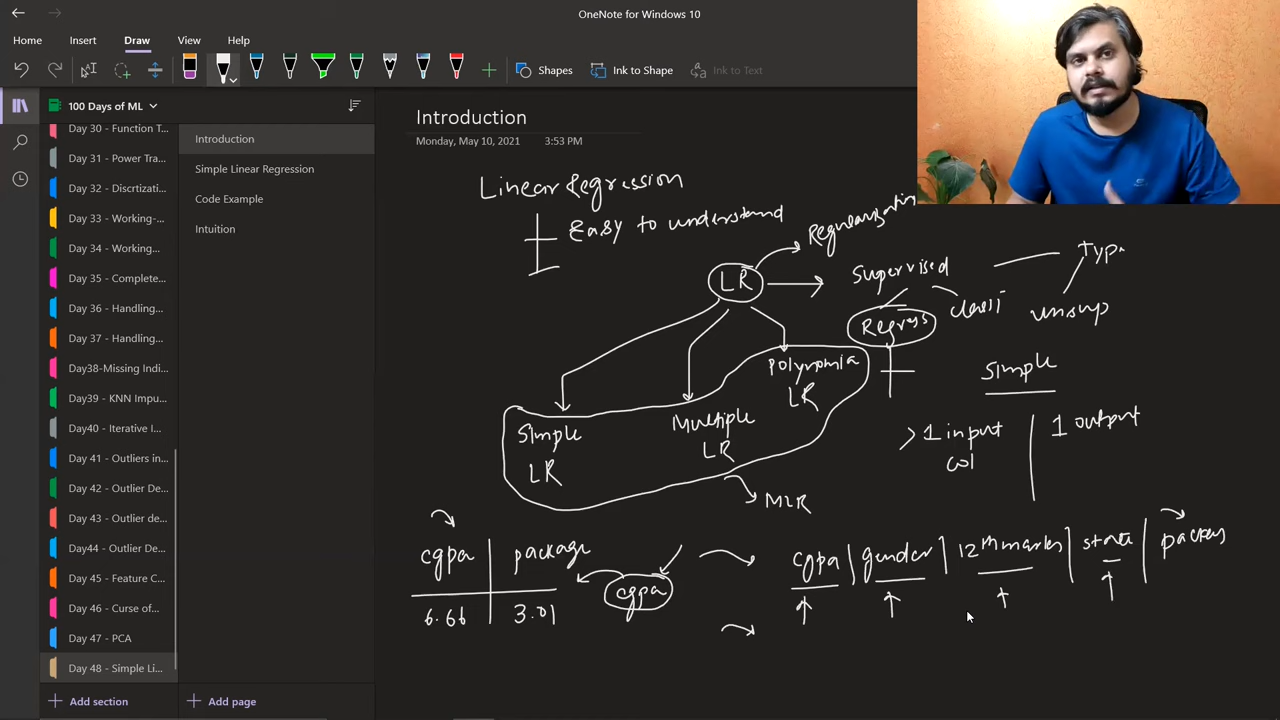 OneNote for Windows 10
Home Insert Draw View Help
Shapes Ink to Shape Ink to Text
100 Days of ML
Day 30 - Function T...
Day 31 - Power Tra...
Day 32 - Discrtizati...
Day 33 - Working-...
Day 34 - Working...
Day 35 - Complete...
Day 36 - Handling...
Day 37 - Handling...
Day38-Missing Indi...
Day39 - KNN Impu...
Day40 - Iterative I...
Day 41 - Outliers in...
Day 42 - Outlier De...
Day 43 - Outlier de...
Day44 - Outlier De...
Day 45 - Feature C...
Day 46 - Curse of...
Day 47 - PCA
Day 48 - Simple Li...
Add section
Introduction
Simple Linear Regression
Code Example
Intuition
Add page
Introduction
Monday, May 10, 2021 3:53 PM
Linear Regression
Easy to understand
LR
Supervised
Type
Regress
classi
unsup
Simple
LR
Multiple
LR
Polynomia
LR
MLR
Simple
> 1 input
col
1 output
cgpa package
6.66 3.01
cgpa
cgpa gender 12th marks state